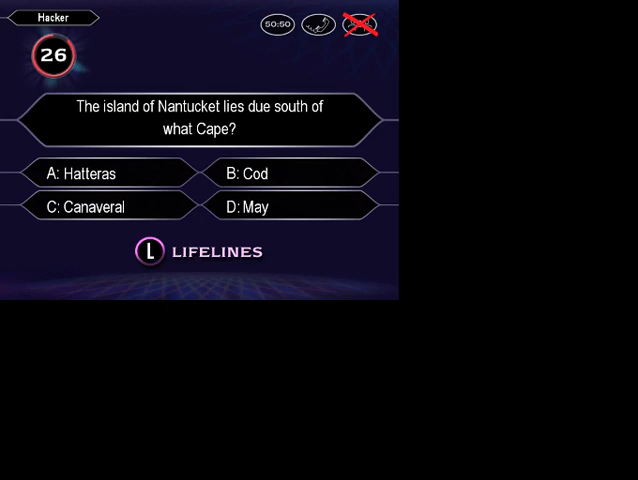 Hacker
50:50
26
The island of Nantucket lies due south of
what Cape?
A: Hatteras
B: Cod
C: Canaveral
D: May
L LIFELINES